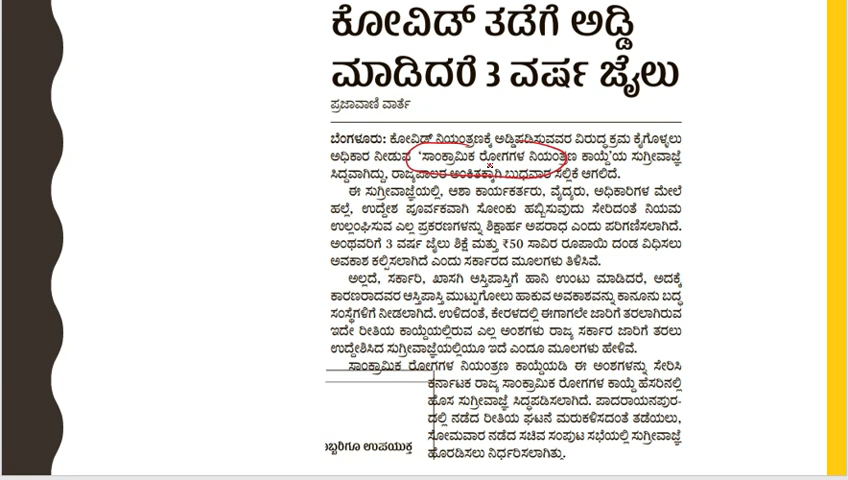 ಕೋವಿಡ್ ತಡೆಗೆ ಅಡ್ಡಿ
ಮಾಡಿದರೆ 3 ವರ್ಷ ಜೈಲು
ಪ್ರಜಾವಾಣಿ ವಾರ್ತೆ
ಬೆಂಗಳೂರು: ಕೋವಿಡ್ ನಿಯಂತ್ರಣಕ್ಕೆ ಅಡ್ಡಿಪಡಿಸುವವರ ವಿರುದ್ಧ ಕ್ರಮ ಕೈಗೊಳ್ಳಲು
ಅಧಿಕಾರ ನೀಡುವ 'ಸಾಂಕ್ರಾಮಿಕ ರೋಗಗಳ ನಿಯಂತ್ರಣ ಕಾಯ್ದೆ'ಯ ಸುಗ್ರೀವಾಜ್ಞೆ
ಸಿದ್ಧವಾಗಿದ್ದು, ರಾಜ್ಯಪಾಲರ ಅಂಕಿತಕ್ಕಾಗಿ ಬುಧವಾರ ಸಲ್ಲಿಕೆ ಆಗಲಿದೆ.
ಈ ಸುಗ್ರೀವಾಜ್ಞೆಯಲ್ಲಿ, ಆಶಾ ಕಾರ್ಯಕರ್ತರು, ವೈದ್ಯರು, ಅಧಿಕಾರಿಗಳ ಮೇಲೆ
ಹಲ್ಲೆ, ಉದ್ದೇಶ ಪೂರ್ವಕವಾಗಿ ಸೋಂಕು ಹಬ್ಬಿಸುವುದು ಸೇರಿದಂತೆ ನಿಯಮ
ಉಲ್ಲಂಘಿಸುವ ಎಲ್ಲ ಪ್ರಕರಣಗಳನ್ನು ಶಿಕ್ಷಾರ್ಹ ಅಪರಾಧ ಎಂದು ಪರಿಗಣಿಸಲಾಗಿದೆ.
ಅಂಥವರಿಗೆ 3 ವರ್ಷ ಜೈಲು ಶಿಕ್ಷೆ ಮತ್ತು ₹50 ಸಾವಿರ ರೂಪಾಯಿ ದಂಡ ವಿಧಿಸಲು
ಅವಕಾಶ ಕಲ್ಪಿಸಲಾಗಿದೆ ಎಂದು ಸರ್ಕಾರದ ಮೂಲಗಳು ತಿಳಿಸಿವೆ.
ಅಲ್ಲದೆ, ಸರ್ಕಾರಿ, ಖಾಸಗಿ ಆಸ್ತಿಪಾಸ್ತಿಗೆ ಹಾನಿ ಉಂಟು ಮಾಡಿದರೆ, ಅದಕ್ಕೆ
ಕಾರಣರಾದವರ ಆಸ್ತಿಪಾಸ್ತಿ ಮುಟ್ಟುಗೋಲು ಹಾಕುವ ಅವಕಾಶವನ್ನು ಕಾನೂನು ಬದ್ಧ
ಸಂಸ್ಥೆಗಳಿಗೆ ನೀಡಲಾಗಿದೆ. ಉಳಿದಂತೆ, ಕೇರಳದಲ್ಲಿ ಈಗಾಗಲೇ ಜಾರಿಗೆ ತರಲಾಗಿರುವ
ಇದೇ ರೀತಿಯ ಕಾಯ್ದೆಯಲ್ಲಿರುವ ಎಲ್ಲ ಅಂಶಗಳು ರಾಜ್ಯ ಸರ್ಕಾರ ಜಾರಿಗೆ ತರಲು
ಉದ್ದೇಶಿಸಿದ ಸುಗ್ರೀವಾಜ್ಞೆಯಲ್ಲಿಯೂ ಇದೆ ಎಂದೂ ಮೂಲಗಳು ಹೇಳಿವೆ.
ಸಾಂಕ್ರಾಮಿಕ ರೋಗಗಳ ನಿಯಂತ್ರಣ ಕಾಯ್ದೆಯಡಿ ಈ ಅಂಶಗಳನ್ನು ಸೇರಿಸಿ
ಕರ್ನಾಟಕ ರಾಜ್ಯ ಸಾಂಕ್ರಾಮಿಕ ರೋಗಗಳ ಕಾಯ್ದೆ ಹೆಸರಿನಲ್ಲಿ
ಹೊಸ ಸುಗ್ರೀವಾಜ್ಞೆ ಸಿದ್ಧಪಡಿಸಲಾಗಿದೆ. ಪಾದರಾಯನಪುರ-
ದಲ್ಲಿ ನಡೆದ ರೀತಿಯ ಘಟನೆ ಮರುಕಳಿಸದಂತೆ ತಡೆಯಲು,
ಸೋಮವಾರ ನಡೆದ ಸಚಿವ ಸಂಪುಟ ಸಭೆಯಲ್ಲಿ ಸುಗ್ರೀವಾಜ್ಞೆ
ಹೊರಡಿಸಲು ನಿರ್ಧರಿಸಲಾಗಿತ್ತು.
ಉಪಯುಕ್ತ